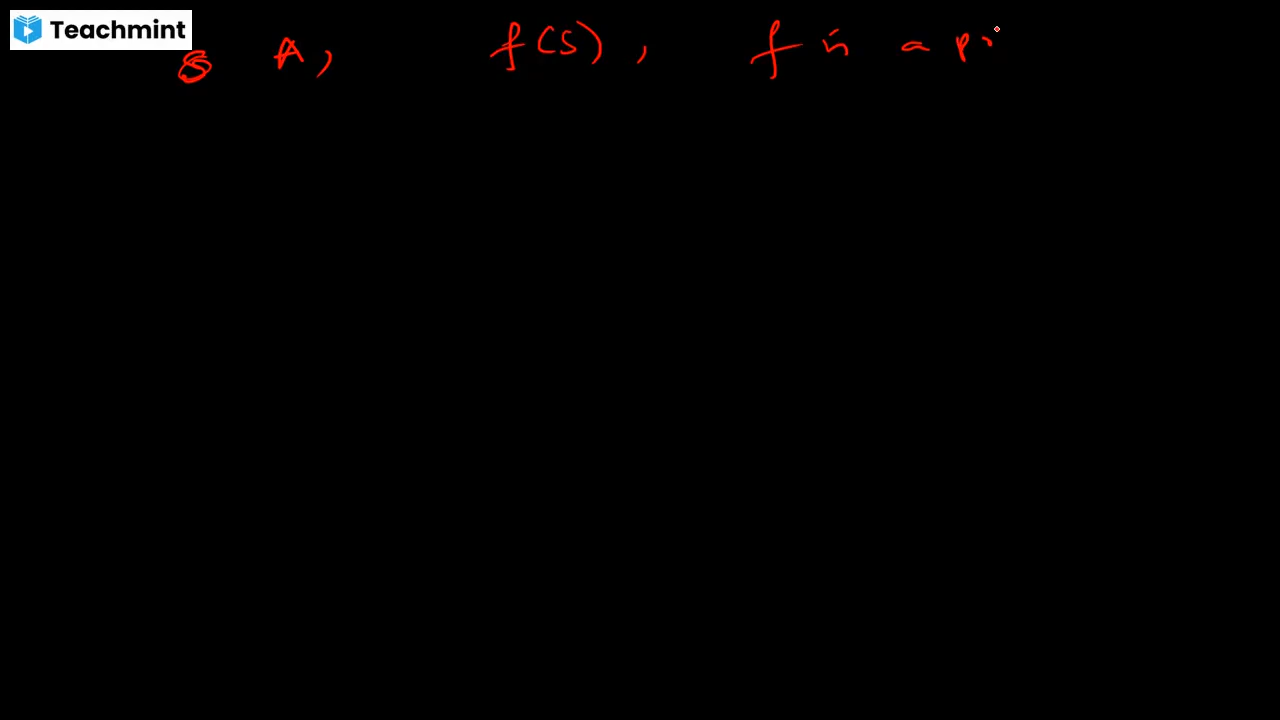 Teachmint
A, f(s), f is a p